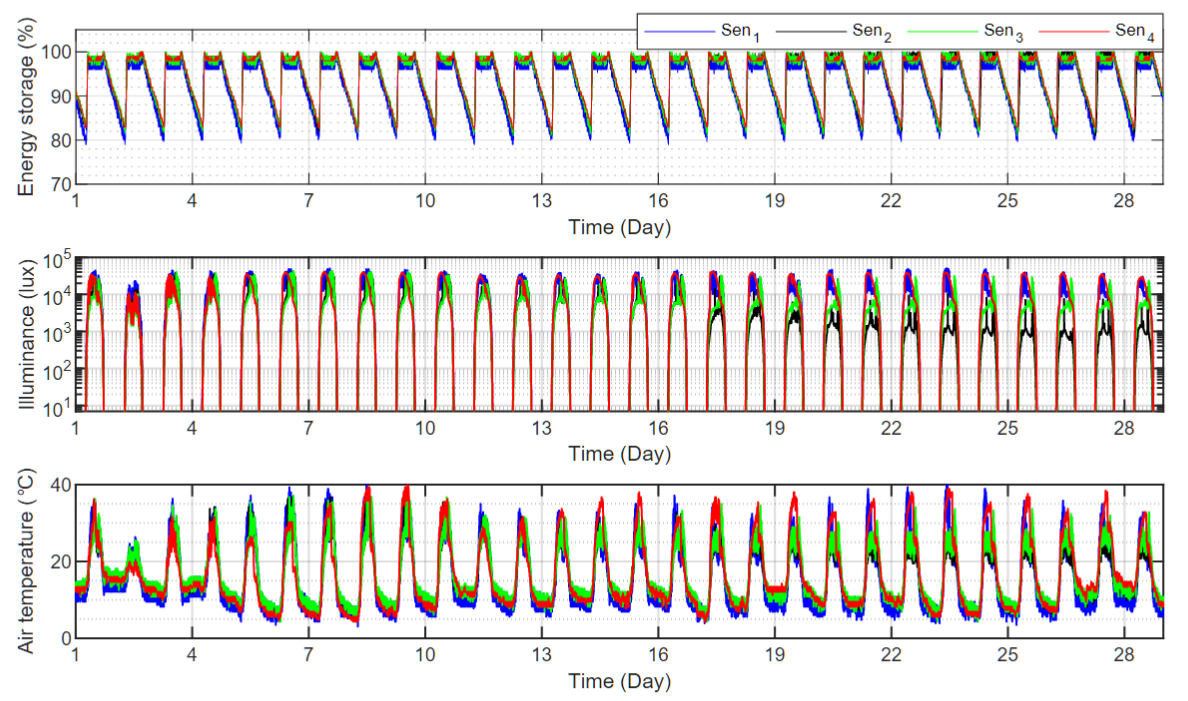 Sen1 Sen2 Sen3 Sen4
Energy storage (%)
100
90
80
70
1 4 7 10 13 16 19 22 25 28
Time (Day)
Illuminance (lux)
10^5
10^4
10^3
10^2
10^1
1 4 7 10 13 16 19 22 25 28
Time (Day)
Air temperature (°C)
40
20
0
1 4 7 10 13 16 19 22 25 28
Time (Day)